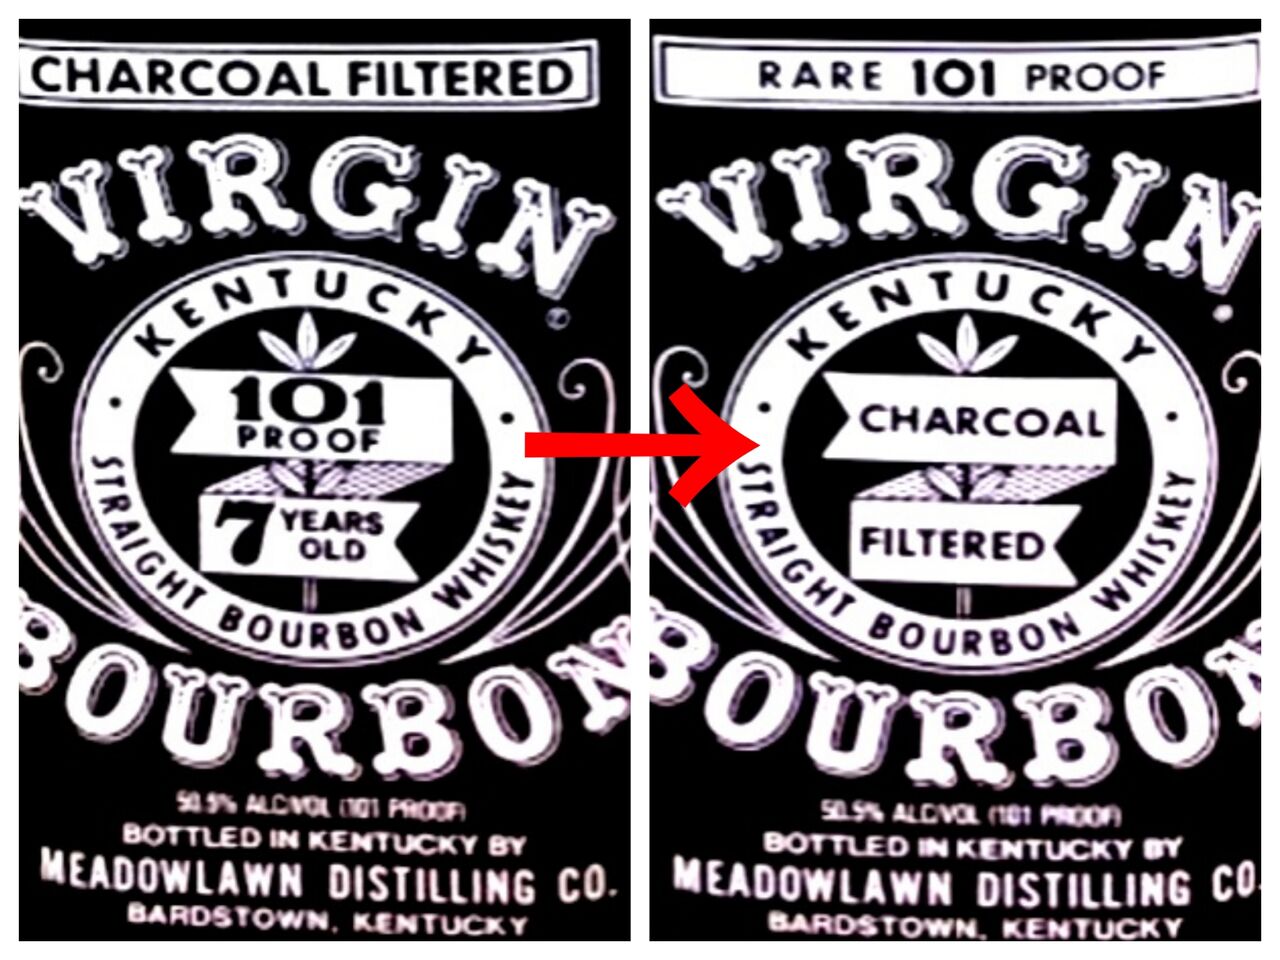 CHARCOAL FILTERED
VIRGIN
®
KENTUCKY
101
PROOF
7 YEARS
OLD
STRAIGHT BOURBON WHISKEY
BOURBON
50.5% ALC/VOL (101 PROOF)
BOTTLED IN KENTUCKY BY
MEADOWLAWN DISTILLING CO.
BARDSTOWN, KENTUCKY
RARE 101 PROOF
VIRGIN
KENTUCKY
CHARCOAL
FILTERED
STRAIGHT BOURBON WHISKEY
BOURBON
50.5% ALC/VOL (101 PROOF)
BOTTLED IN KENTUCKY BY
MEADOWLAWN DISTILLING CO.
BARDSTOWN, KENTUCKY